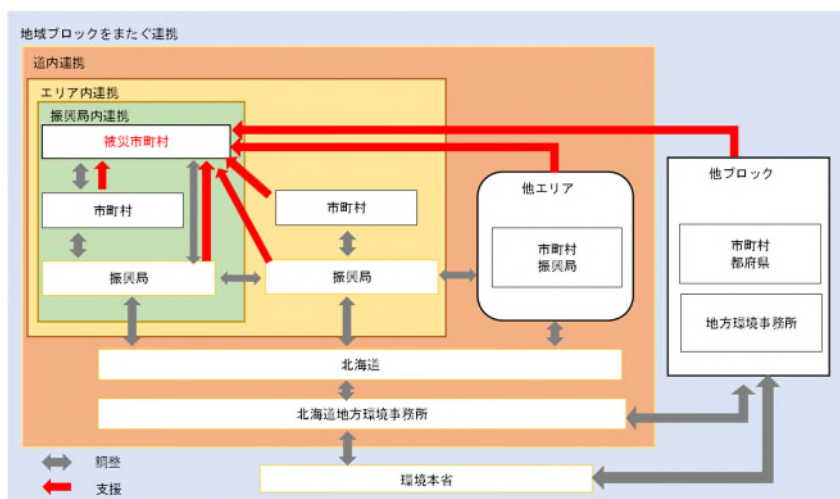 地域ブロックをまたぐ連携
道内連携
エリア内連携
振興局内連携
被災市町村
市町村
振興局
市町村
振興局
他エリア
市町村
振興局
他ブロック
市町村
都府県
地方環境事務所
北海道
北海道地方環境事務所
環境本省
調整
支援